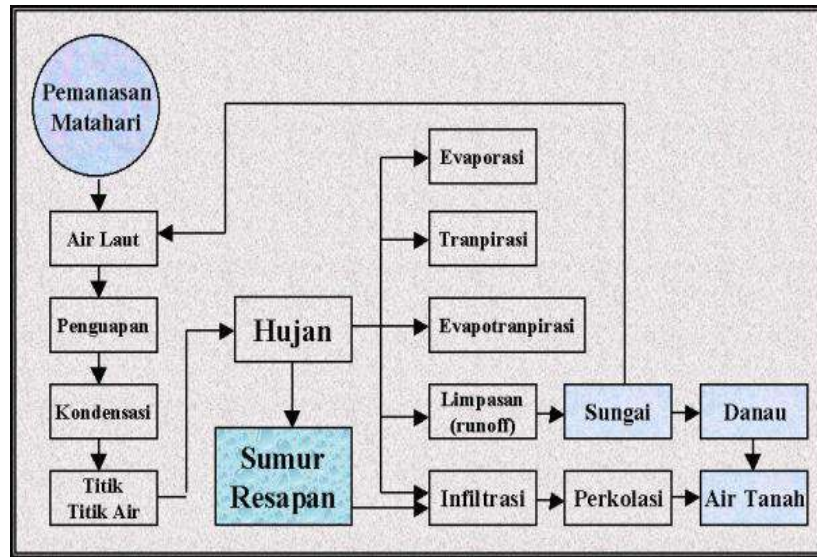 Pemanasan
Matahari
Air Laut
Penguapan
Kondensasi
Titik
Titik Air
Hujan
Sumur
Resapan
Evaporasi
Tranpirasi
Evapotranpirasi
Limpasan
(runoff)
Sungai
Danau
Infiltrasi
Perkolasi
Air Tanah